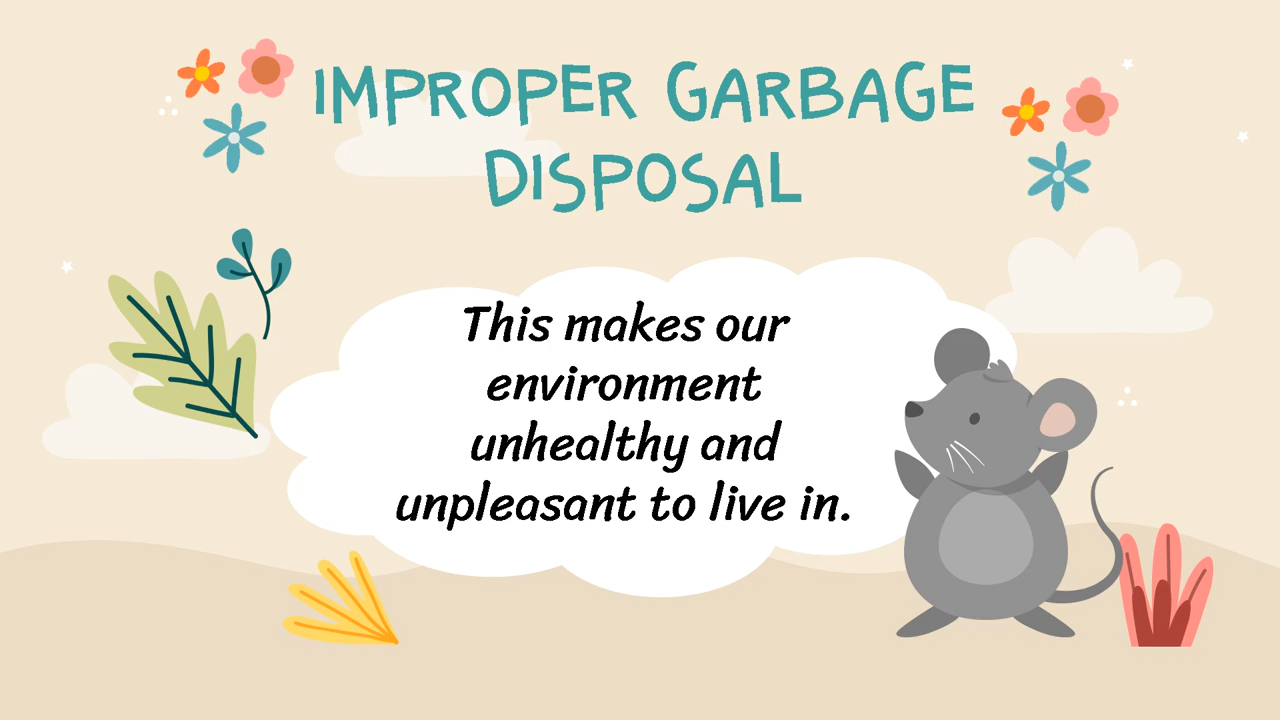 IMPROPER GARBAGE
DISPOSAL
This makes our
environment
unhealthy and
unpleasant to live in.